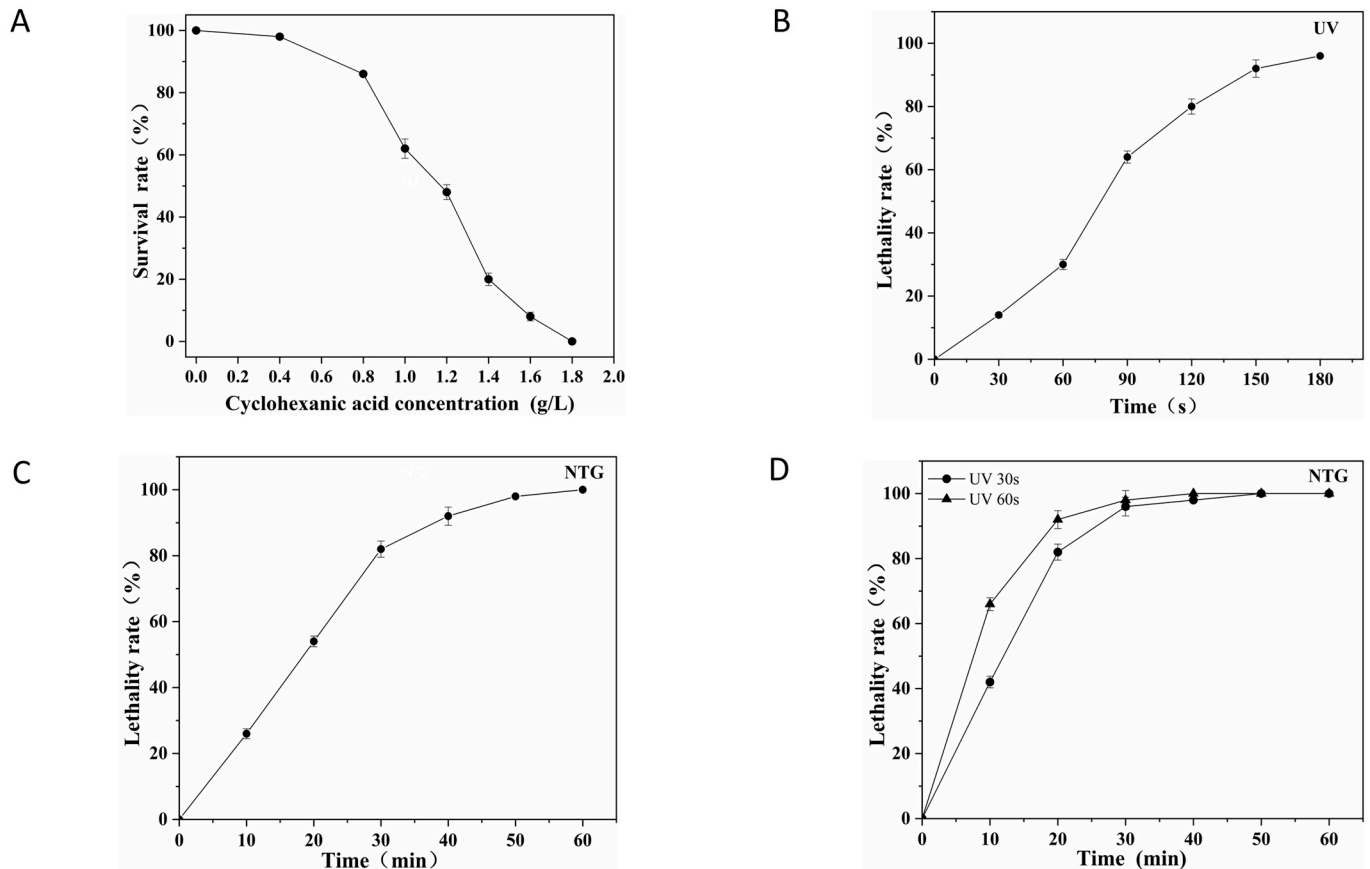 A
Survival rate（%）
100
80
60
40
20
0
0.0 0.2 0.4 0.6 0.8 1.0 1.2 1.4 1.6 1.8 2.0
Cyclohexanic acid concentration (g/L)
B
UV
Lethality rate（%）
100
80
60
40
20
0
0 30 60 90 120 150 180
Time（s）
C
NTG
Lethality rate（%）
100
80
60
40
20
0
0 10 20 30 40 50 60
Time（min）
D
NTG
UV 30s
UV 60s
Lethality rate（%）
100
80
60
40
20
0
0 10 20 30 40 50 60
Time (min)